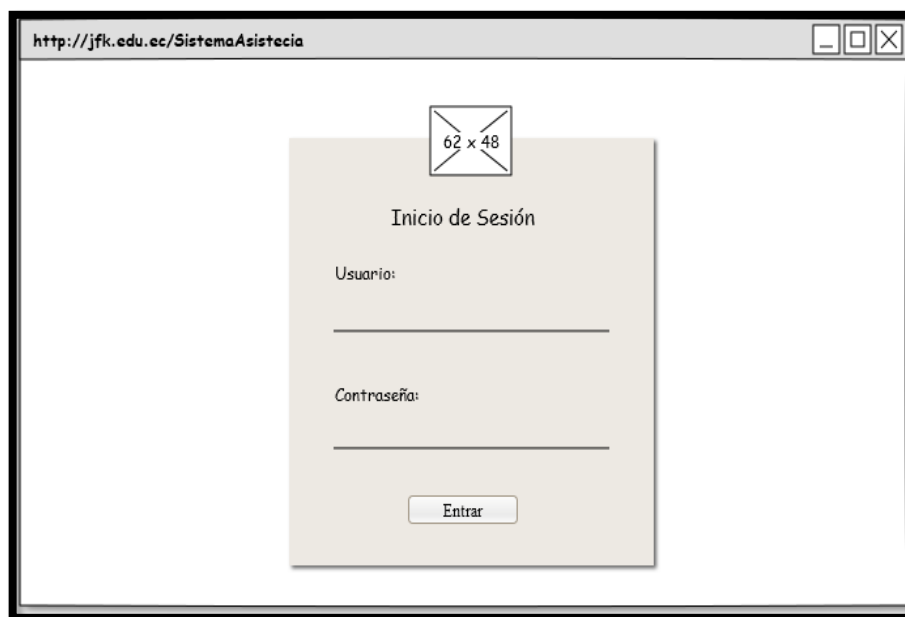 http://jfk.edu.ec/SistemaAsistecia
62 x 48
Inicio de Sesión
Usuario:
Contraseña:
Entrar